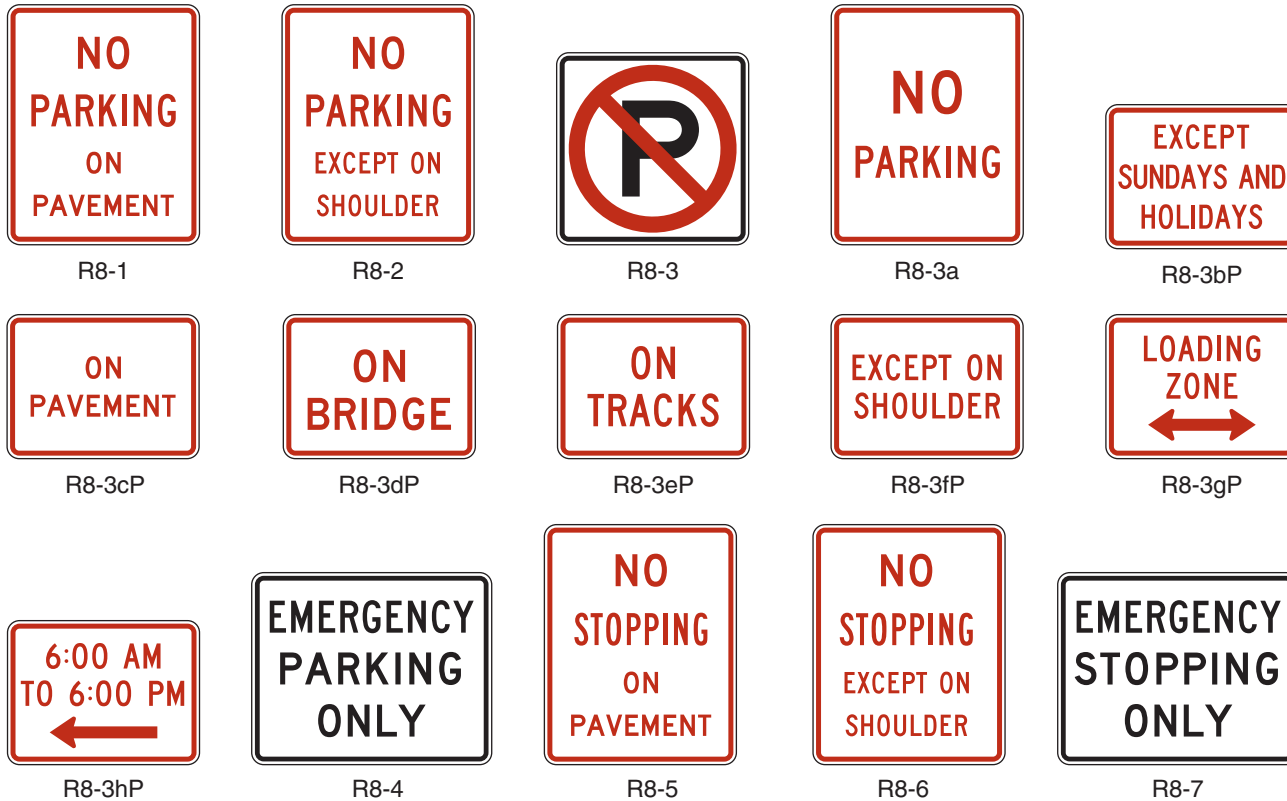 NO
PARKING
ON
PAVEMENT
R8-1
NO
PARKING
EXCEPT ON
SHOULDER
R8-2
P
R8-3
NO
PARKING
R8-3a
EXCEPT
SUNDAYS AND
HOLIDAYS
R8-3bP
ON
PAVEMENT
R8-3cP
ON
BRIDGE
R8-3dP
ON
TRACKS
R8-3eP
EXCEPT ON
SHOULDER
R8-3fP
LOADING
ZONE
R8-3gP
6:00 AM
TO 6:00 PM
R8-3hP
EMERGENCY
PARKING
ONLY
R8-4
NO
STOPPING
ON
PAVEMENT
R8-5
NO
STOPPING
EXCEPT ON
SHOULDER
R8-6
EMERGENCY
STOPPING
ONLY
R8-7